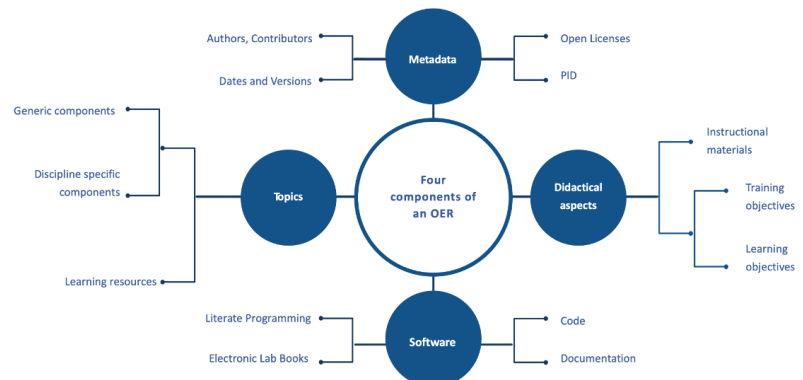 Authors, Contributors
Open Licenses
Metadata
Dates and Versions
PID
Generic components
Discipline specific
components
Learning resources
Topics
Four
components of
an OER
Didactical
aspects
Instructional
materials
Training
objectives
Learning
objectives
Literate Programming
Code
Software
Electronic Lab Books
Documentation